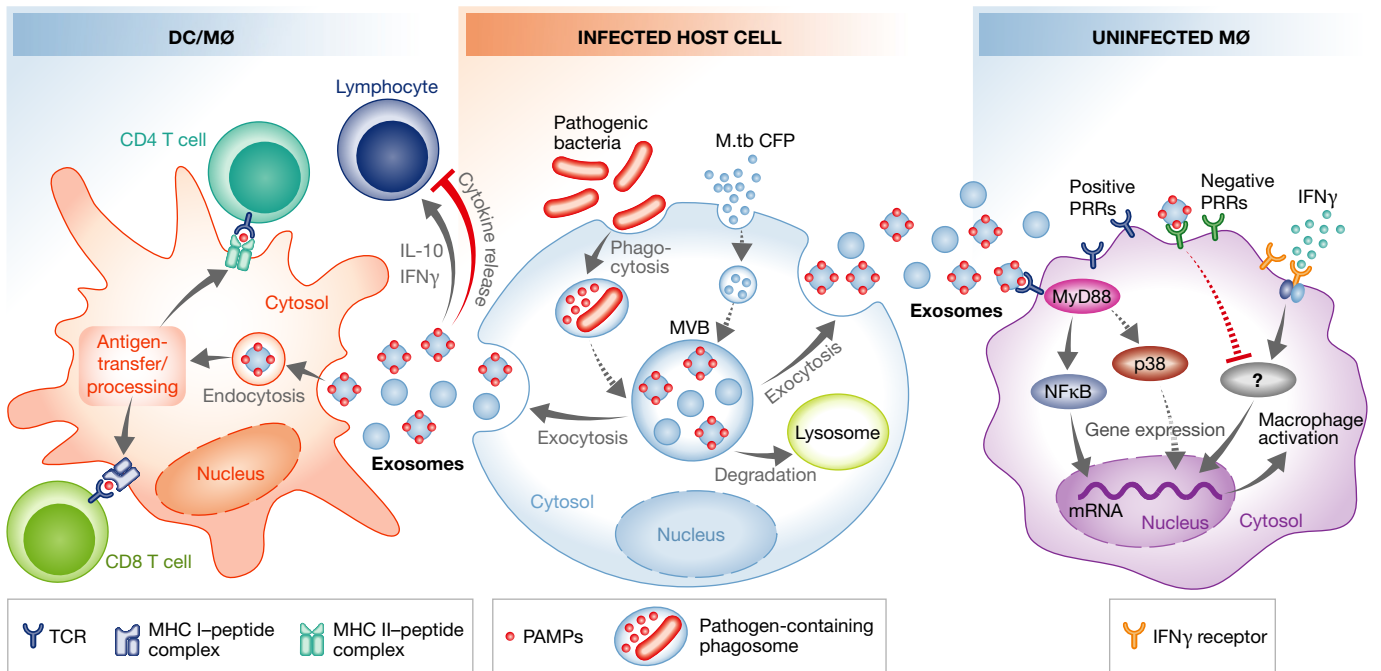 DC/MØ
INFECTED HOST CELL
UNINFECTED MØ
Lymphocyte
CD4 T cell
Cytokine release
IL-10
IFNγ
Cytosol
Antigen-
transfer/
processing
Endocytosis
Nucleus
CD8 T cell
Exosomes
Pathogenic
bacteria
M.tb CFP
Phago-
cytosis
MVB
Exocytosis
Exocytosis
Lysosome
Degradation
Cytosol
Nucleus
Exosomes
Positive
PRRs
Negative
PRRs
IFNγ
MyD88
p38
NFκB
?
Gene expression
Macrophage
activation
mRNA
Nucleus
Cytosol
TCR
MHC I–peptide
complex
MHC II–peptide
complex
PAMPs
Pathogen-containing
phagosome
IFNγ receptor